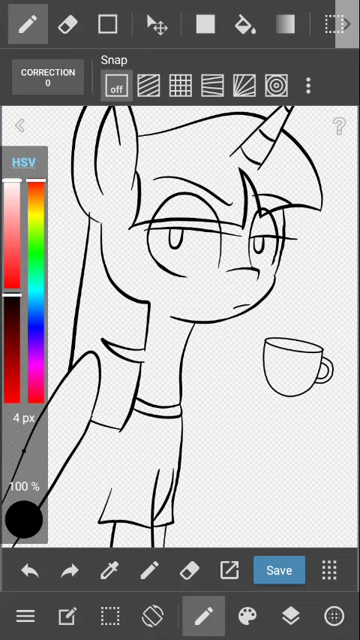 Snap
CORRECTION
0
off
HSV
4 px
100 %
Save